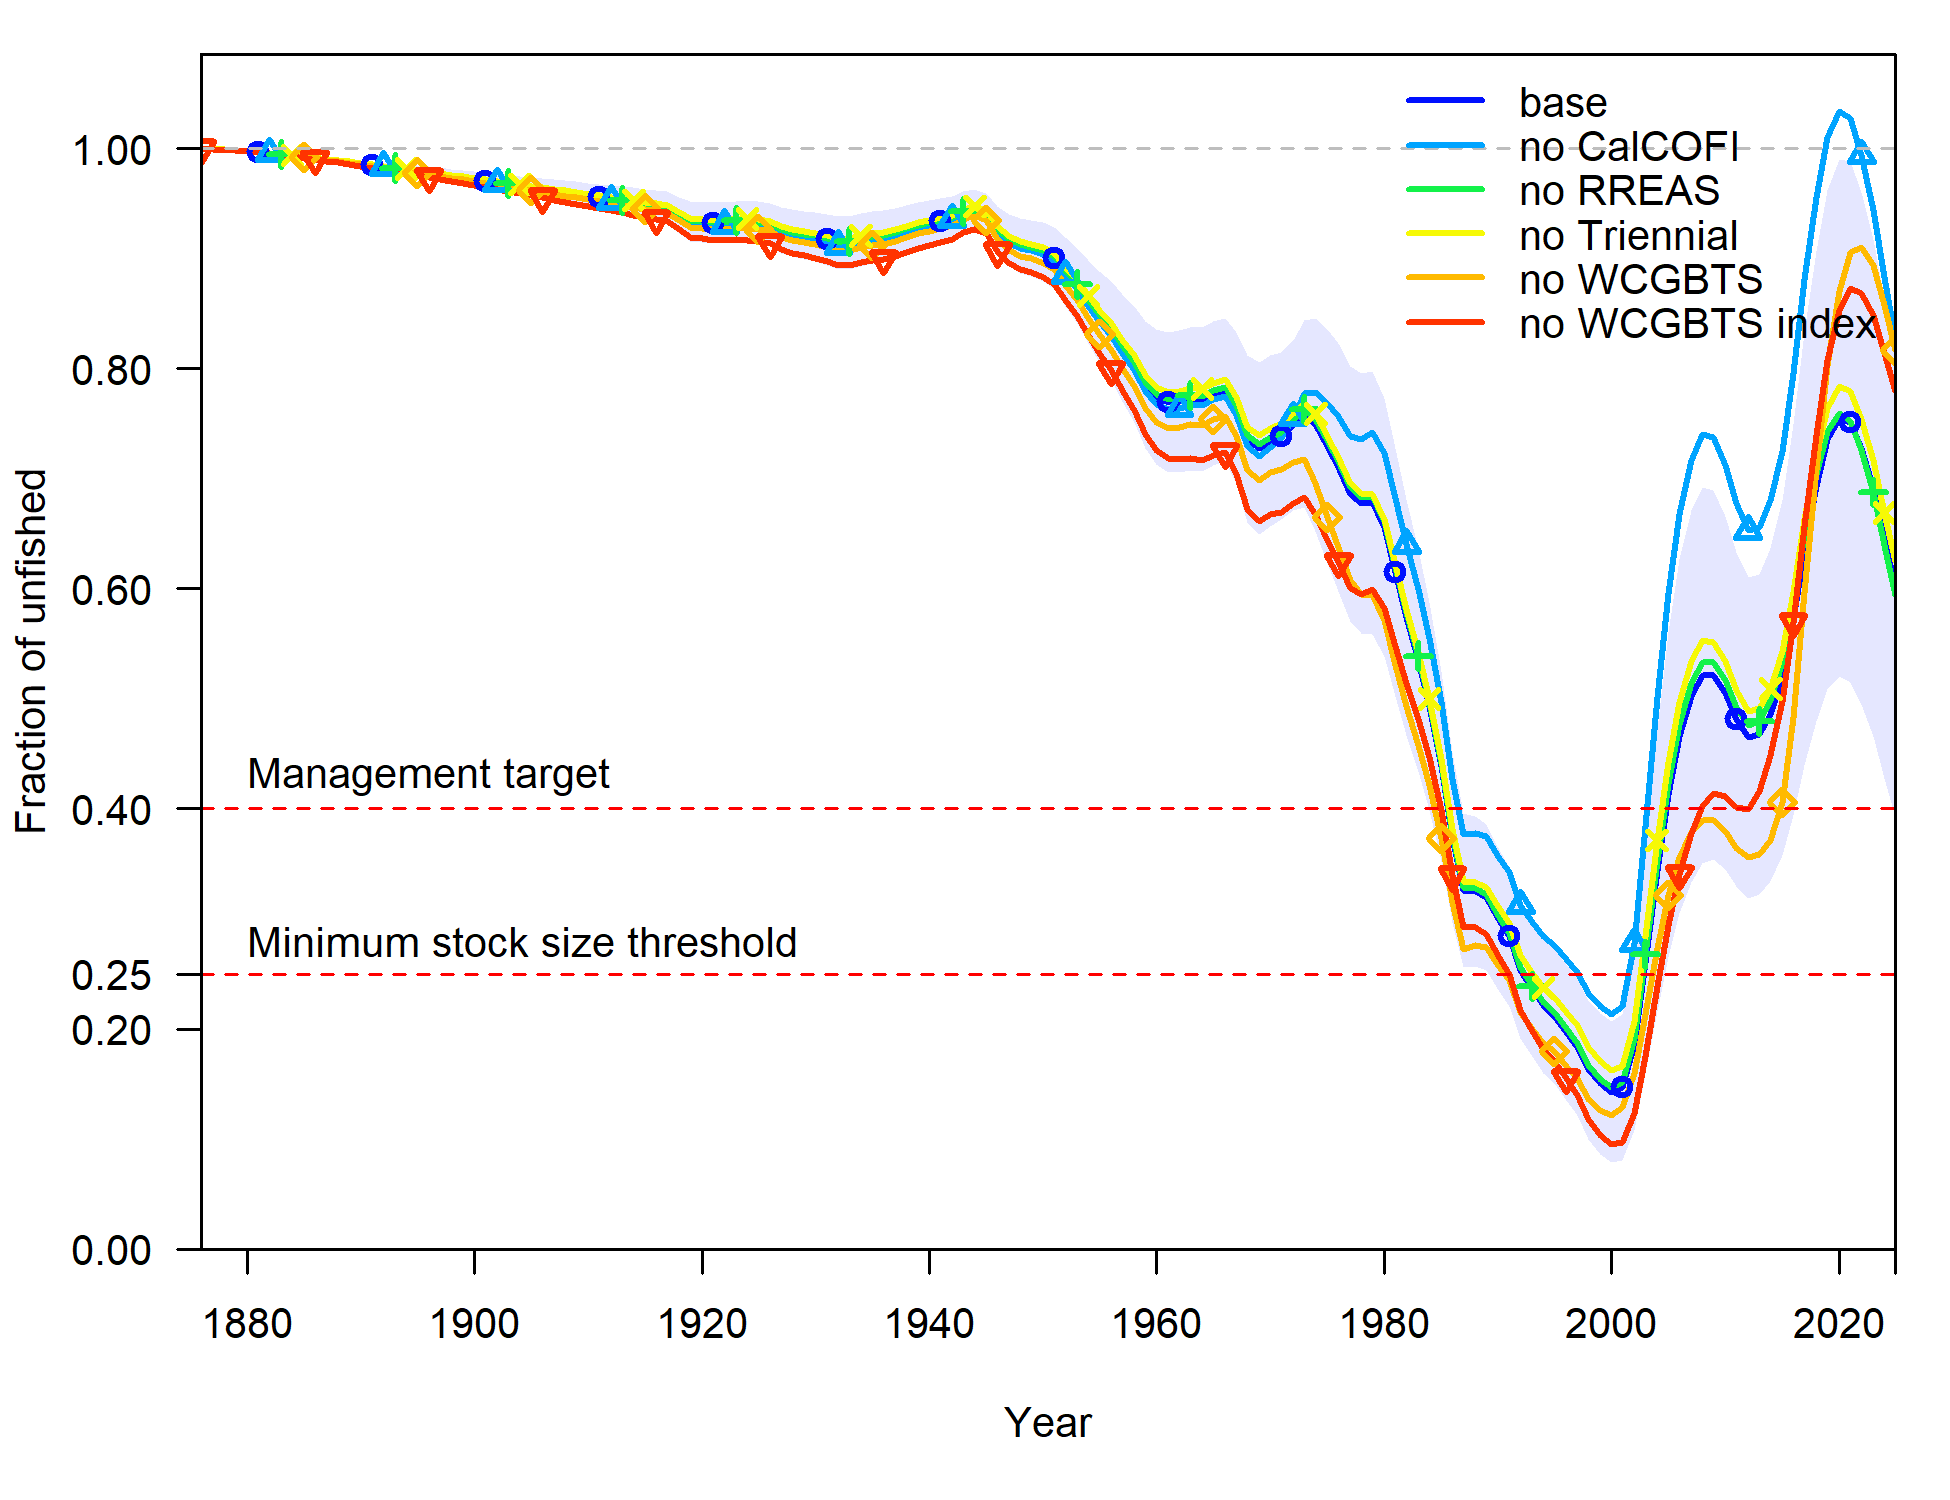 base
no CalCOFI
no RREAS
no Triennial
no WCGBTS
no WCGBTS index
1.00
0.80
0.60
0.40
0.25
0.20
0.00
Fraction of unfished
Management target
Minimum stock size threshold
1880 1900 1920 1940 1960 1980 2000 2020
Year